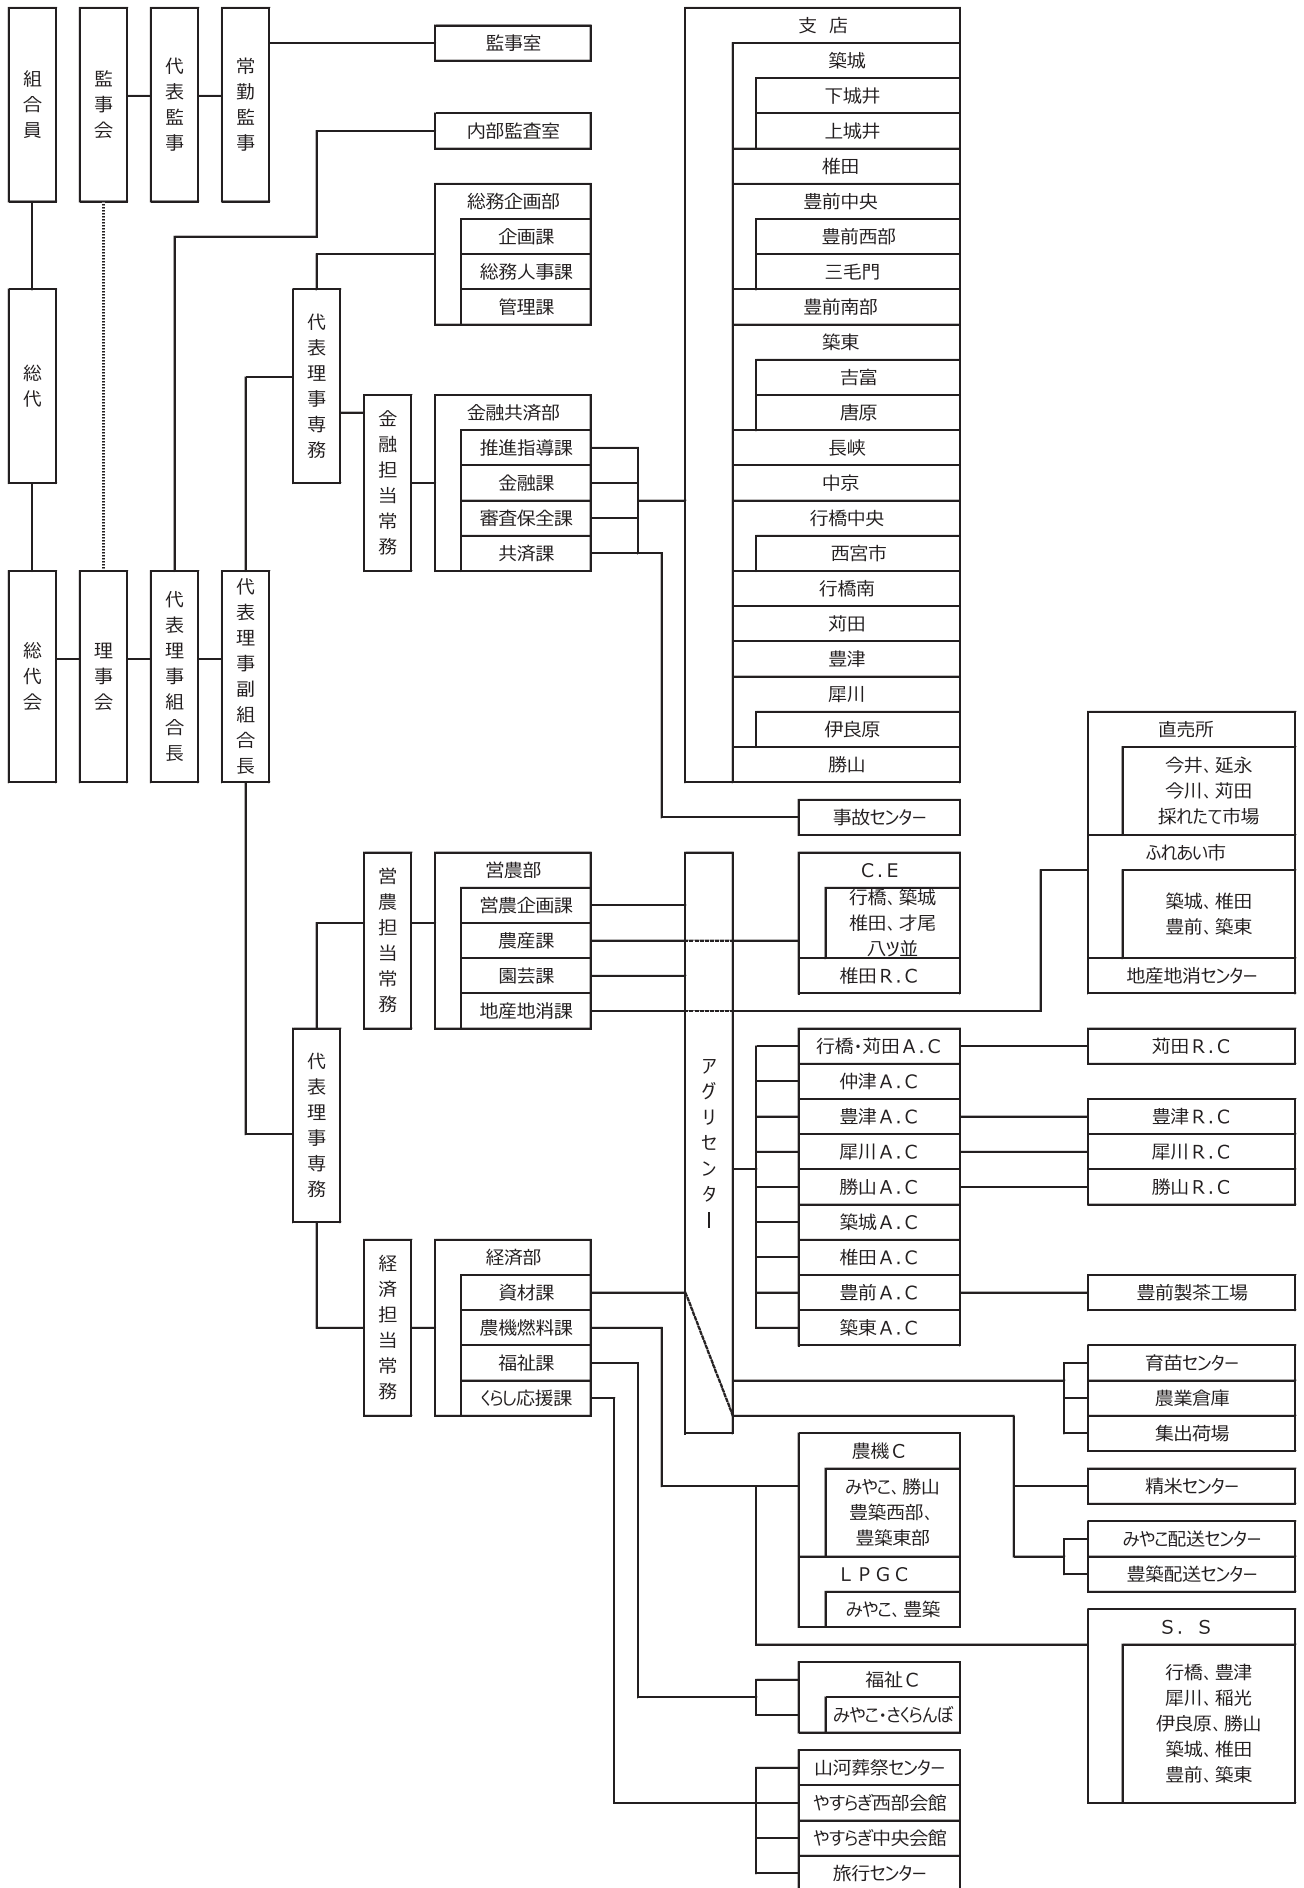 組合員
監事会
代表監事
常勤監事
監事室
内部監査室
総代
総代会
理事会
代表理事組合長
代表理事副組合長
代表理事専務
総務企画部
企画課
総務人事課
管理課
金融担当常務
金融共済部
推進指導課
金融課
審査保全課
共済課
支 店
築城
下城井
上城井
椎田
豊前中央
豊前西部
三毛門
豊前南部
築東
吉富
唐原
長峡
中京
行橋中央
西宮市
行橋南
苅田
豊津
犀川
伊良原
勝山
事故センター
代表理事専務
営農担当常務
営農部
営農企画課
農産課
園芸課
地産地消課
経済担当常務
経済部
資材課
農機燃料課
福祉課
くらし応援課
アグリセンター
C.E
行橋、築城
椎田、才尾
八ツ並
椎田R.C
直売所
今井、延永
今川、苅田
採れたて市場
ふれあい市
築城、椎田
豊前、築東
地産地消センター
行橋・苅田A.C
仲津A.C
豊津A.C
犀川A.C
勝山A.C
築城A.C
椎田A.C
豊前A.C
築東A.C
苅田R.C
豊津R.C
犀川R.C
勝山R.C
豊前製茶工場
育苗センター
農業倉庫
集出荷場
精米センター
みやこ配送センター
豊築配送センター
農機C
みやこ、勝山
豊築西部、
豊築東部
LPGC
みやこ、豊築
S. S
行橋、豊津
犀川、稲光
伊良原、勝山
築城、椎田
豊前、築東
福祉C
みやこ・さくらんぼ
山河葬祭センター
やすらぎ西部会館
やすらぎ中央会館
旅行センター